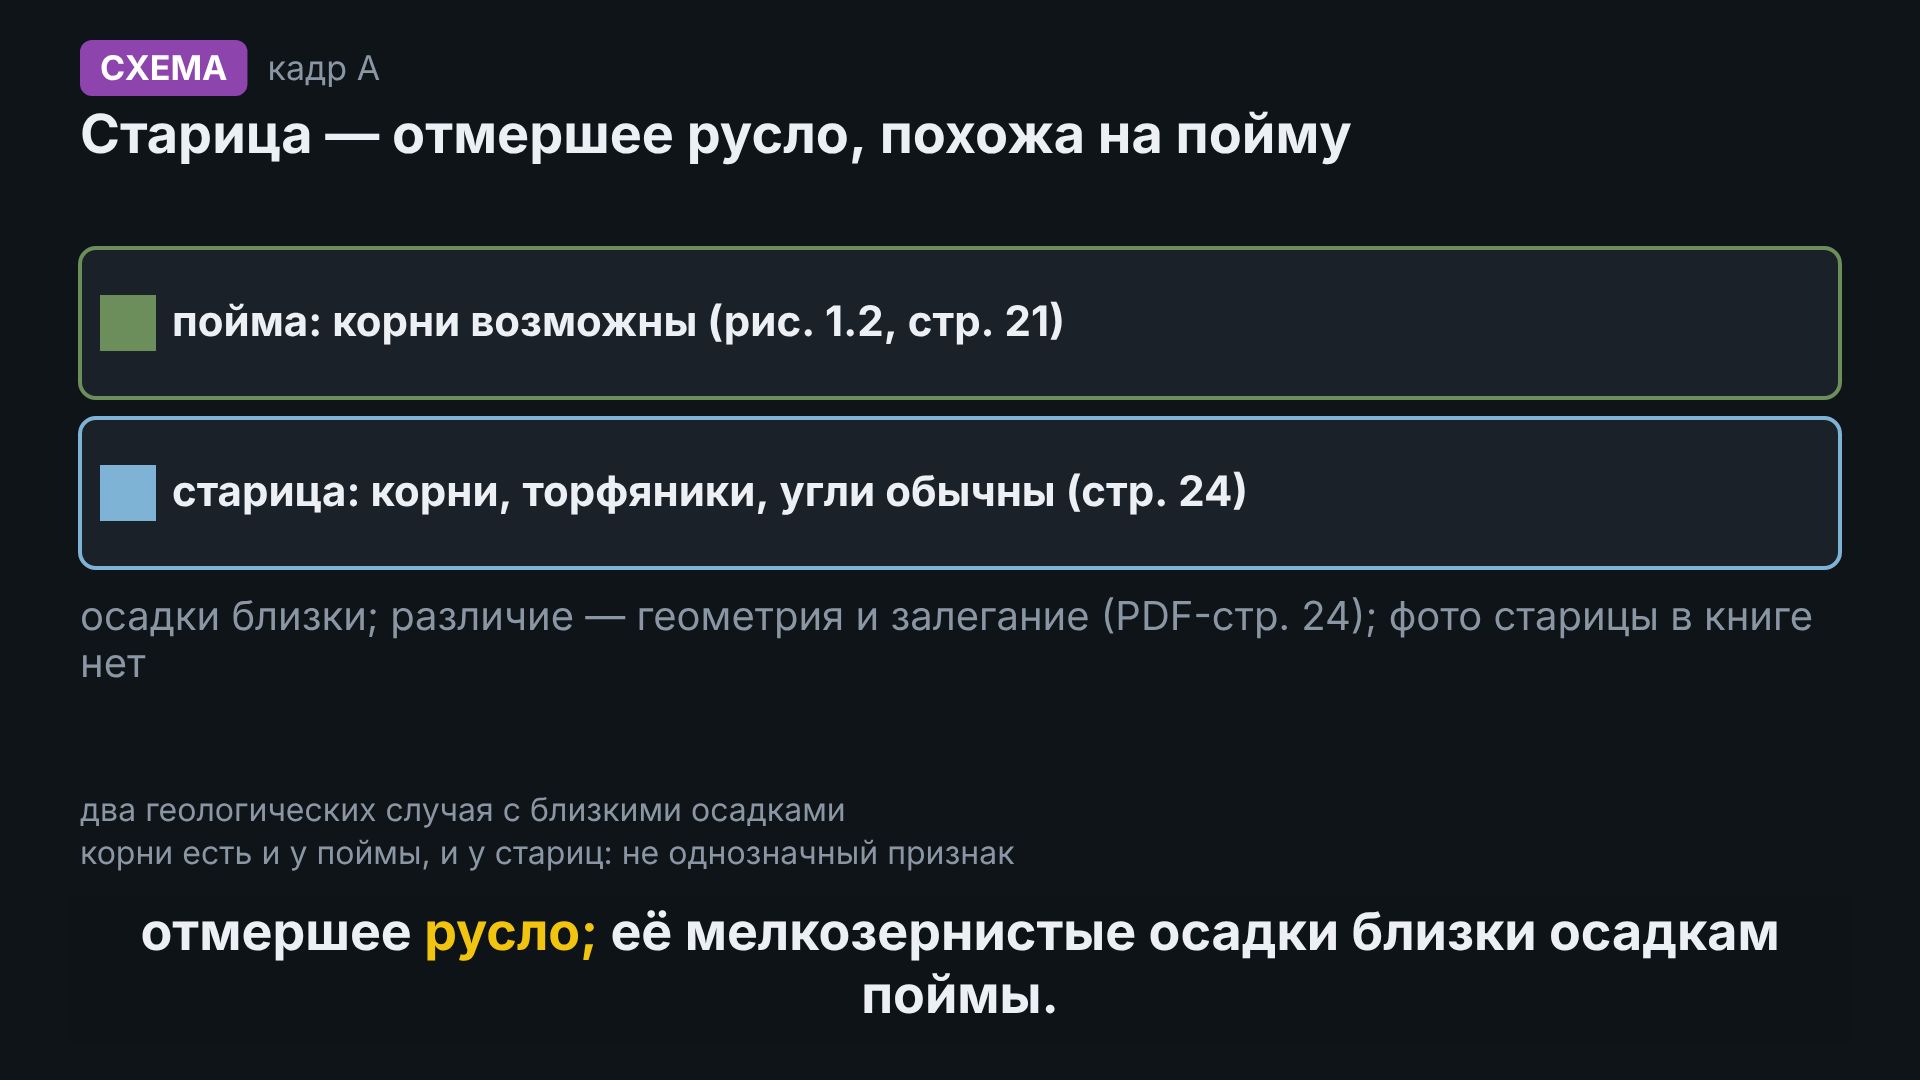 СХЕМА кадр А
Старица — отмершее русло, похожа на пойму
пойма: корни возможны (рис. 1.2, стр. 21)
старица: корни, торфяники, угли обычны (стр. 24)
осадки близки; различие — геометрия и залегание (PDF-стр. 24); фото старицы в книге
нет
два геологических случая с близкими осадками
корни есть и у поймы, и у стариц: не однозначный признак
отмершее русло; её мелкозернистые осадки близки осадкам
поймы.